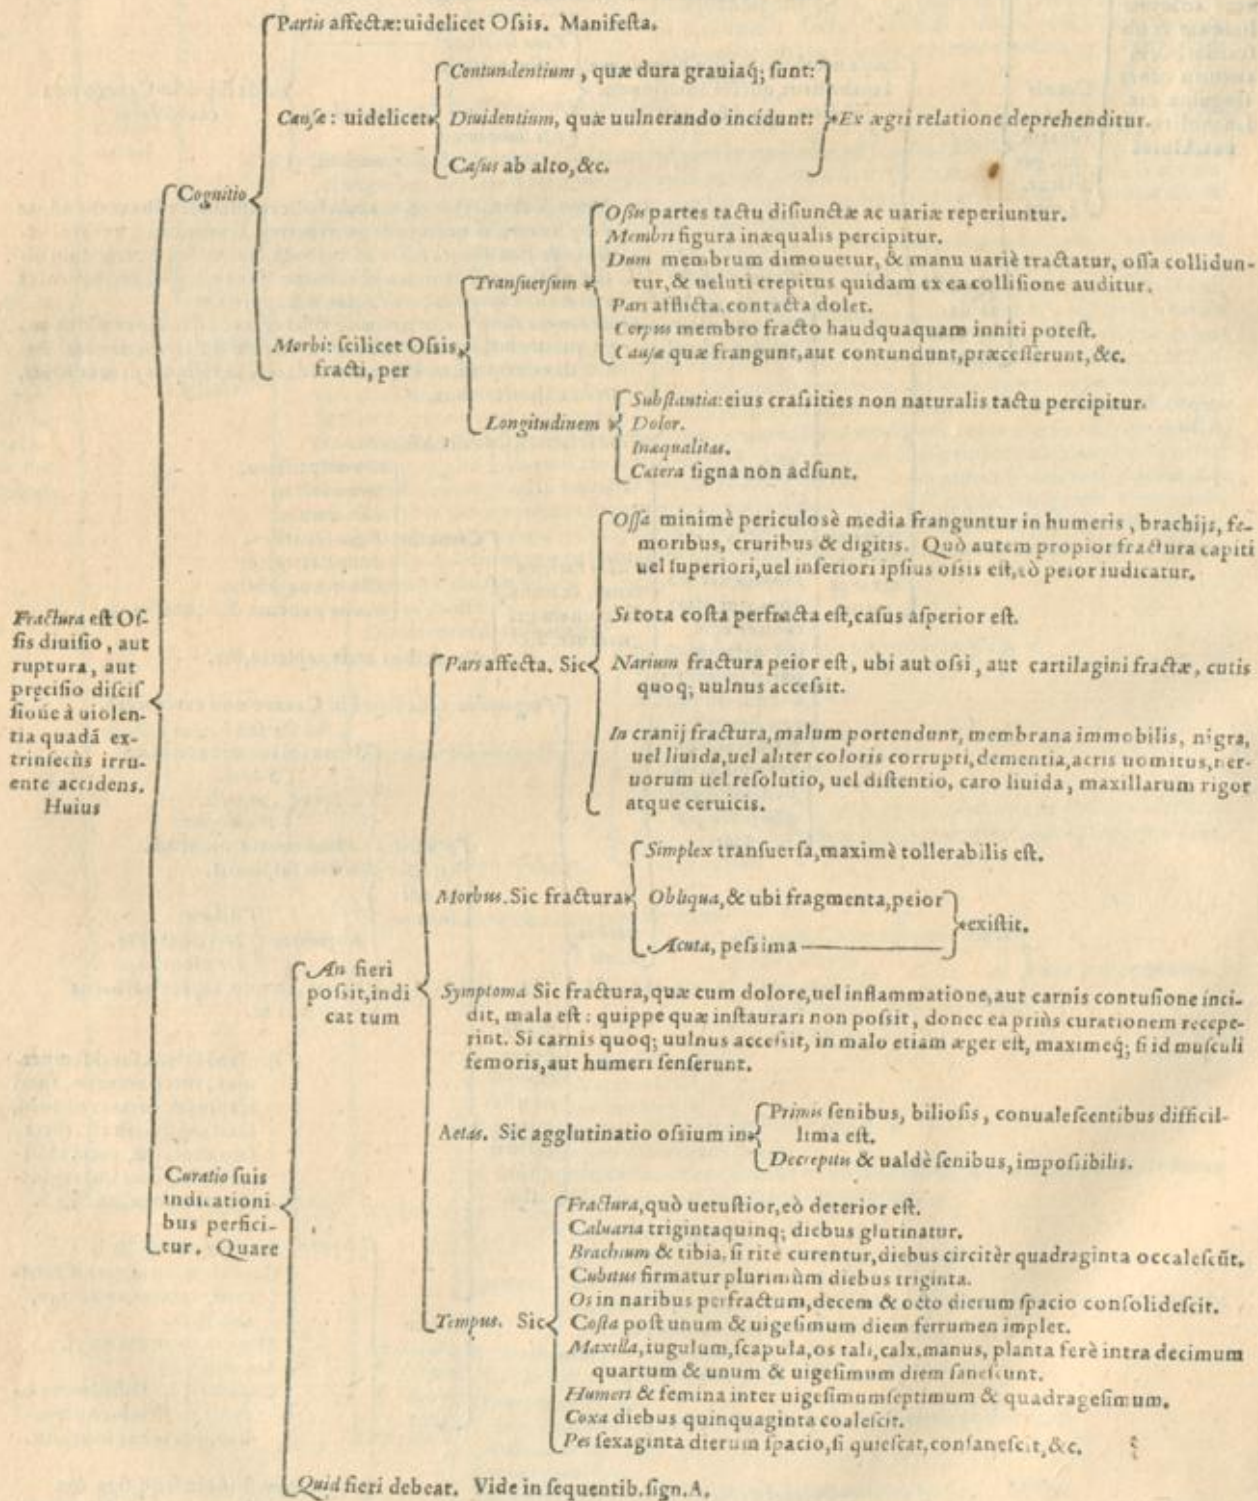 Fractura est Os-
sis diuisio, aut
ruptura, aut
precisio discis
sione à uiolen-
tia quadã ex-
trinsecùs irru-
ente accidens.
Huius
Cognitio
Partis affectæ: uidelicet Ossis. Manifesta.
Causæ: uidelicet
Contundentium, quæ dura grauiaq; sunt:
Diuidentium, quæ uulnerando incidunt:
Casus ab alto, &c.
Ex ægri relatione deprehenditur.
Morbi: scilicet Ossis
fracti, per
Transuersum
Ossis partes tactu disiunctæ ac uariæ reperiuntur.
Membri figura inæqualis percipitur.
Dum membrum dimouetur, & manu uariè tractatur, ossa collidun-
tur, & ueluti crepitus quidam ex ea collisione auditur.
Pars afflicta contacta dolet.
Corpus membro fracto haudquaquam inniti potest.
Causæ quæ frangunt, aut contundunt, præcesserunt, &c.
Longitudinem
Substantia: eius crassities non naturalis tactu percipitur.
Dolor.
Inæqualitas.
Cætera signa non adsunt.
Curatio suis
indicationi
bus perfici-
tur. Quare
An fieri
possit, indi
cat tum
Pars affecta. Sic
Ossa minimè periculosè media franguntur in humeris, brachijs, fe-
moribus, cruribus & digitis. Quò autem propior fractura capiti
uel superiori, uel inferiori ipsius ossis est, eò peior iudicatur.
Si tota costa perfracta est, casus asperior est.
Narium fractura peior est, ubi aut ossi, aut cartilagini fractæ, cutis
quoq; uulnus accessit.
In cranij fractura, malum portendunt, membrana immobilis, nigra,
uel liuida, uel aliter coloris corrupti, dementia, acris uomitus, ner-
uorum uel resolutio, uel distentio, caro liuida, maxillarum rigor
atque ceruicis.
Morbus. Sic fractura
Simplex transuersa, maximè tollerabilis est.
Obliqua, & ubi fragmenta, peior
Acuta, pessima
existit.
Symptoma Sic fractura, quæ cum dolore, uel inflammatione, aut carnis contusione inci-
dit, mala est: quippe quæ instaurari non possit, donec ea priùs curationem recepe-
rint. Si carnis quoq; uulnus accessit, in malo etiam æger est, maximeq; si id musculi
femoris, aut humeri senserunt.
Aetas. Sic agglutinatio ossium in
Primis senibus, biliosis, conualescentibus difficil-
lima est.
Decrepitis & ualdè senibus, impossibilis.
Tempus. Sic
Fractura, quò uetustior, eò deterior est.
Caluaria trigintaquinq; diebus glutinatur.
Brachium & tibia, si rite curentur, diebus circitèr quadraginta occalescũt.
Cubitus firmatur plurimùm diebus triginta.
Os in naribus perfractum, decem & octo dierum spacio consolidescit.
Costa post unum & uigesimum diem ferrumen implet.
Maxilla, iugulum, scapula, os tali, calx, manus, planta ferè intra decimum
quartum & unum & uigesimum diem sanescunt.
Humeri & femina inter uigesimumseptimum & quadragesimum.
Coxa diebus quinquaginta coalescit.
Pes sexaginta dierum spacio, si quiescat, consanescit, &c.
Quid fieri debeat. Vide in sequentib. sign. A.